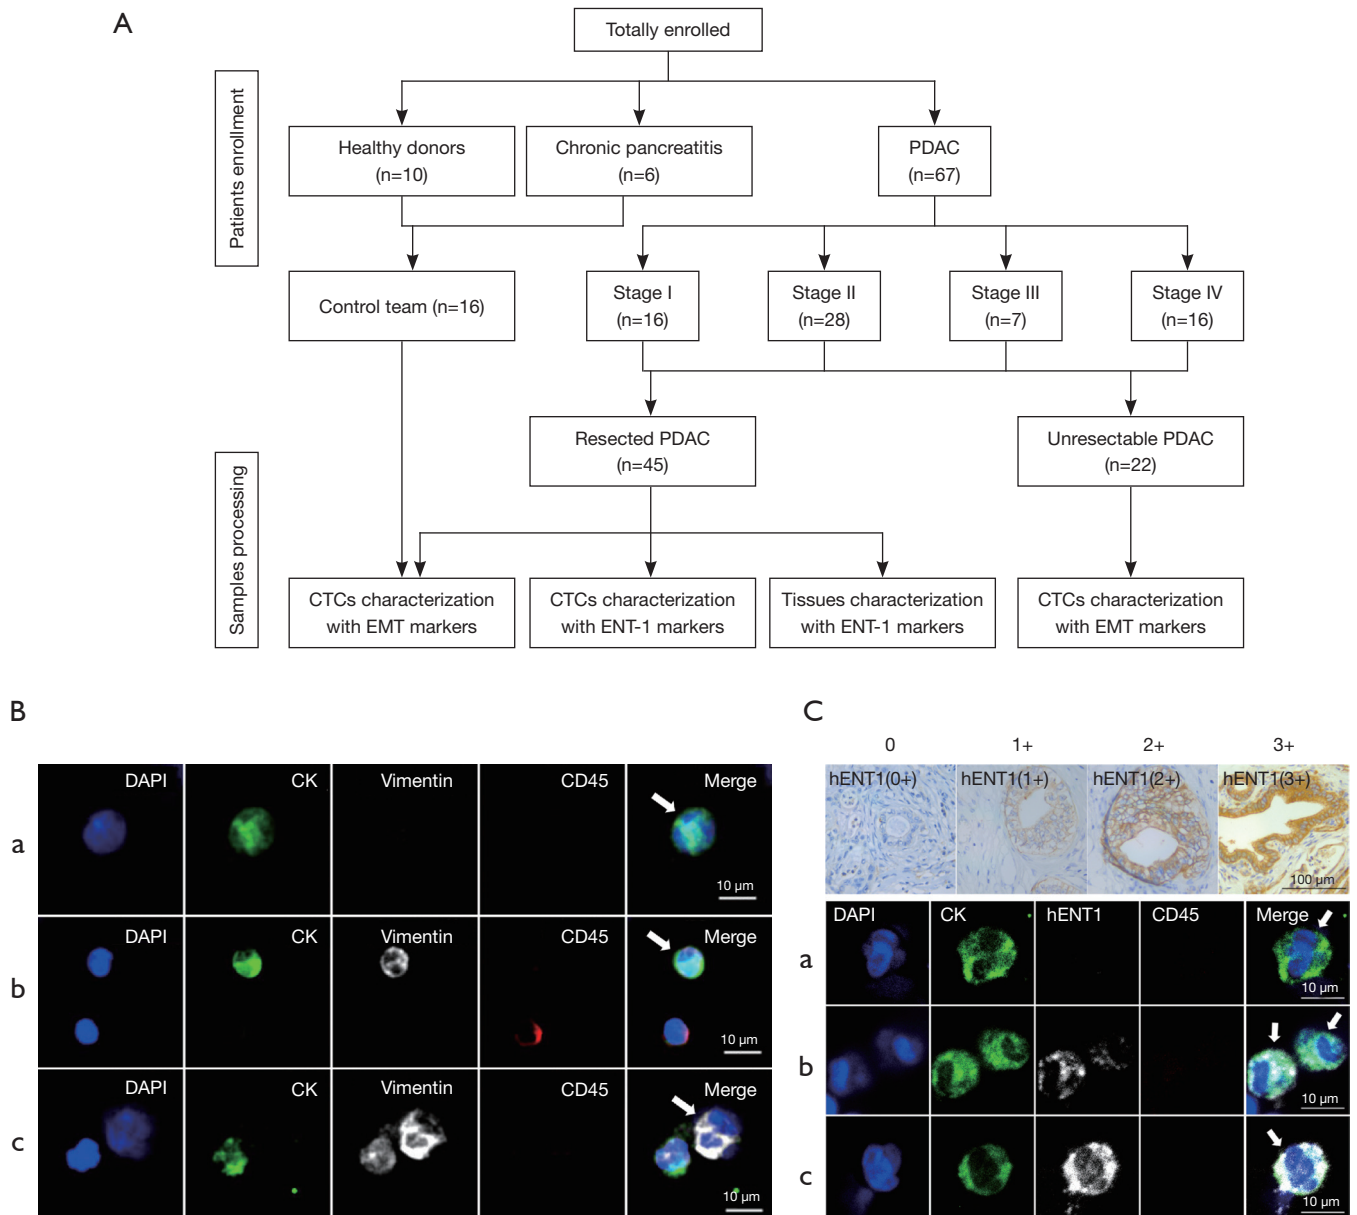 A
Totally enrolled
Patients enrollment
Healthy donors
(n=10)
Chronic pancreatitis
(n=6)
PDAC
(n=67)
Control team (n=16)
Stage I
(n=16)
Stage II
(n=28)
Stage III
(n=7)
Stage IV
(n=16)
Resected PDAC
(n=45)
Unresectable PDAC
(n=22)
Samples processing
CTCs characterization
with EMT markers
CTCs characterization
with ENT-1 markers
Tissues characterization
with ENT-1 markers
CTCs characterization
with EMT markers
B
a
DAPI CK Vimentin CD45 Merge
10 µm
b
DAPI CK Vimentin CD45 Merge
10 µm
c
DAPI CK Vimentin CD45 Merge
10 µm
C
0 1+ 2+ 3+
hENT1(0+) hENT1(1+) hENT1(2+) hENT1(3+)
100 µm
DAPI CK hENT1 CD45 Merge
a
10 µm
b
10 µm
c
10 µm